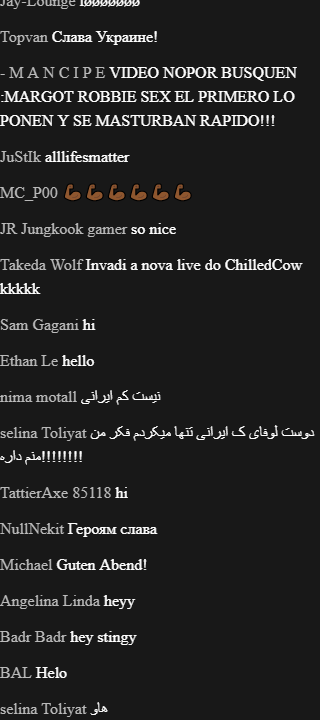 Jay-Lounge løøøøøøø
Topvan Слава Украине!
- M A N C I P E VIDEO NOPOR BUSQUEN
:MARGOT ROBBIE SEX EL PRIMERO LO
PONEN Y SE MASTURBAN RAPIDO!!!
JuStIk alllifesmatter
MC_P00 💪🏾💪🏾💪🏾💪🏾💪🏾💪🏾
JR Jungkook gamer so nice
Takeda Wolf Invadi a nova live do ChilledCow
kkkkk
Sam Gagani hi
Ethan Le hello
nima motall نیست کم ایرانی
selina Toliyat دوست لوفای ک ایرانی تنها میکردم فکر من
منم داره!!!!!!!!
TattierAxe 85118 hi
NullNekit Героям слава
Michael Guten Abend!
Angelina Linda heyy
Badr Badr hey stingy
BAL Helo
selina Toliyat هاو